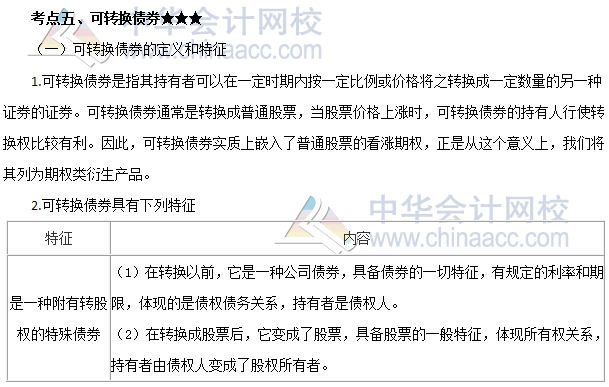 考点五、可转换债券★★★
（一）可转换债券的定义和特征
1.可转换债券是指其持有者可以在一定时期内按一定比例或价格将之转换成一定数量的另一种
证券的证券。可转换债券通常是转换成普通股票，当股票价格上涨时，可转换债券的持有人行使转
换权比较有利。因此，可转换债券实质上嵌入了普通股票的看涨期权，正是从这个意义上，我们将
其列为期权类衍生产品。
2.可转换债券具有下列特征
特征 内容
是一种附有转股
权的特殊债券
（1）在转换以前，它是一种公司债券，具备债券的一切特征，有规定的利率和期
限，体现的是债权债务关系，持有者是债权人。
（2）在转换成股票后，它变成了股票，具备股票的一般特征，体现所有权关系，
持有者由债权人变成了股权所有者。
中华会计网校
www.chinaacc.com
中华会计网校
www.chinaacc.com